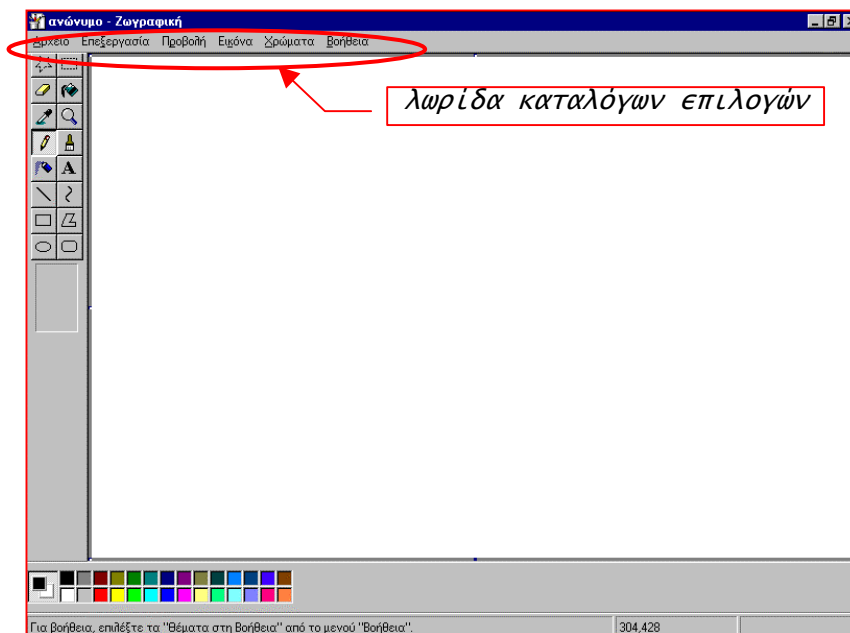 ανώνυμο - Ζωγραφική
Αρχείο Επεξεργασία Προβολή Εικόνα Χρώματα Βοήθεια
λωρίδα καταλόγων επιλογών
A
Για βοήθεια, επιλέξτε τα "Θέματα στη Βοήθεια" από το μενού "Βοήθεια".
304,428